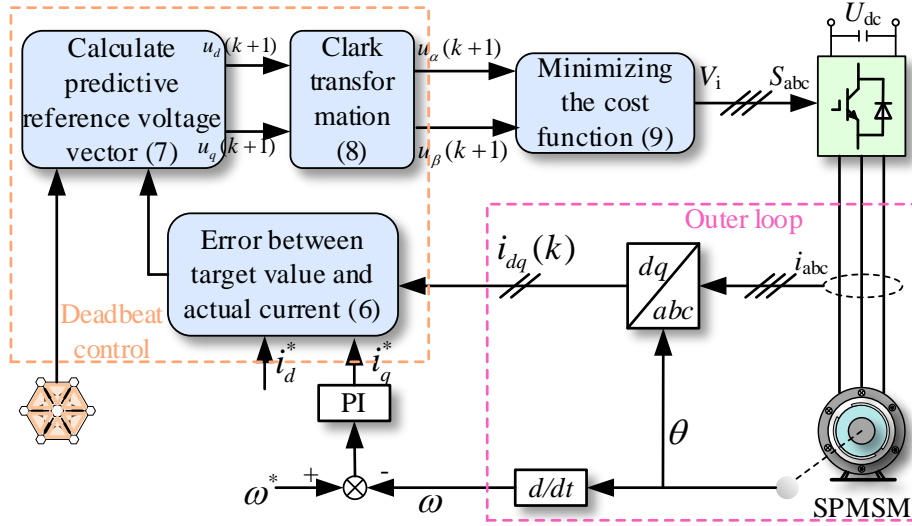 Calculate
predictive
reference voltage
vector (7)
u_d(k+1)
u_q(k+1)
Clark
transfor
mation
(8)
u_α(k+1)
u_β(k+1)
Minimizing
the cost
function (9)
V_i
S_abc
U_dc
Error between
target value and
actual current (6)
Deadbeat
control
i_d^*
i_q^*
PI
i_dq(k)
Outer loop
dq
abc
i_abc
θ
ω*
+
-
ω
d/dt
SPMSM